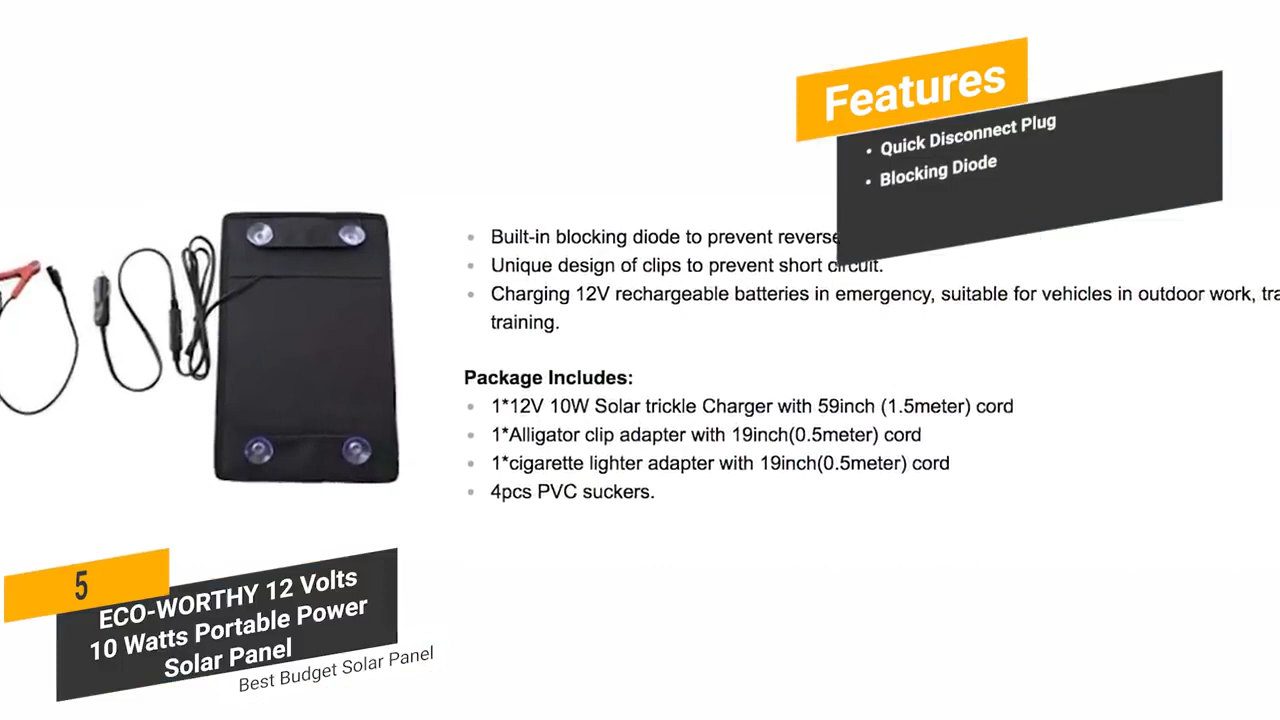 Features
• Quick Disconnect Plug
• Blocking Diode
• Built-in blocking diode to prevent reverse
• Unique design of clips to prevent short circuit.
• Charging 12V rechargeable batteries in emergency, suitable for vehicles in outdoor work,
training.
Package Includes:
• 1*12V 10W Solar trickle Charger with 59inch (1.5meter) cord
• 1*Alligator clip adapter with 19inch(0.5meter) cord
• 1*cigarette lighter adapter with 19inch(0.5meter) cord
• 4pcs PVC suckers.
5
ECO-WORTHY 12 Volts
10 Watts Portable Power
Solar Panel
Best Budget Solar Panel